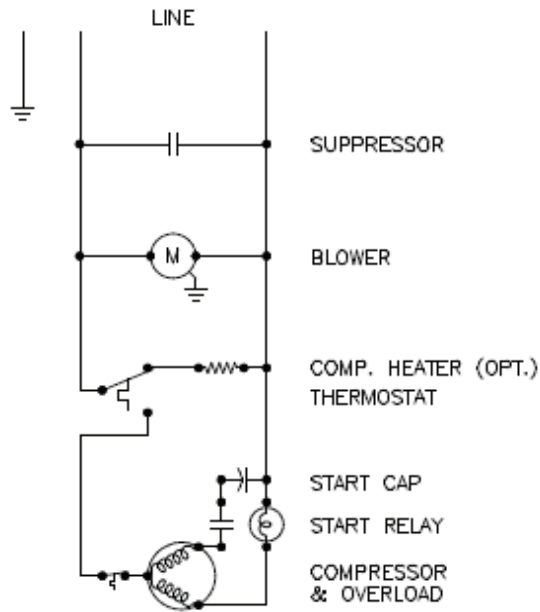 LINE
SUPPRESSOR
M
BLOWER
COMP. HEATER (OPT.)
THERMOSTAT
START CAP
START RELAY
COMPRESSOR
& OVERLOAD